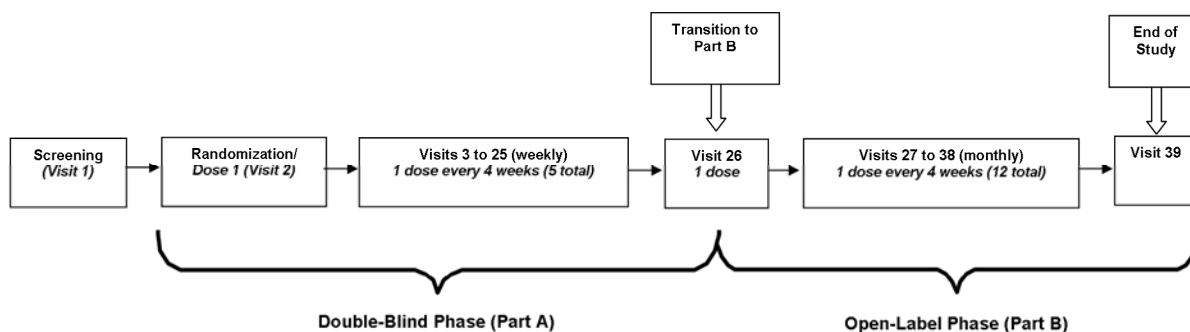 Transition to
Part B
End of
Study
Screening
(Visit 1)
Randomization/
Dose 1 (Visit 2)
Visits 3 to 25 (weekly)
1 dose every 4 weeks (5 total)
Visit 26
1 dose
Visits 27 to 38 (monthly)
1 dose every 4 weeks (12 total)
Visit 39
Double-Blind Phase (Part A)
Open-Label Phase (Part B)